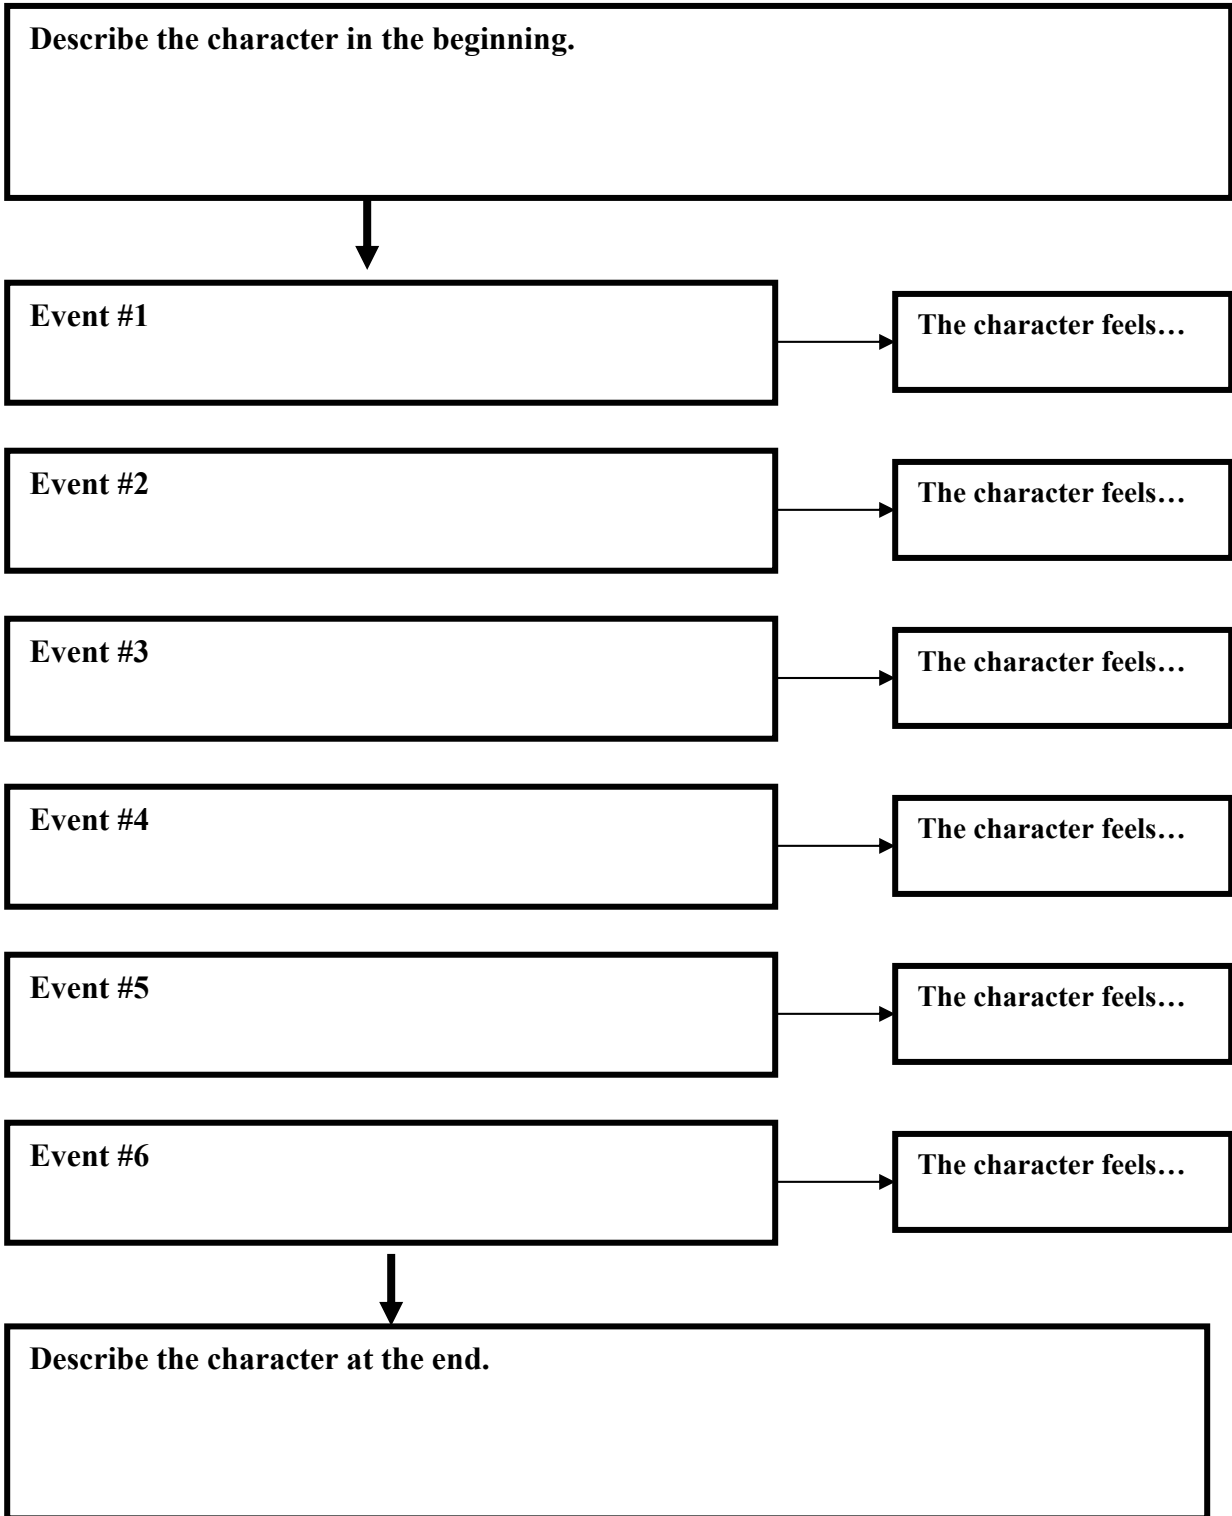 Describe the character in the beginning.
Event #1
The character feels…
Event #2
The character feels…
Event #3
The character feels…
Event #4
The character feels…
Event #5
The character feels…
Event #6
The character feels…
Describe the character at the end.